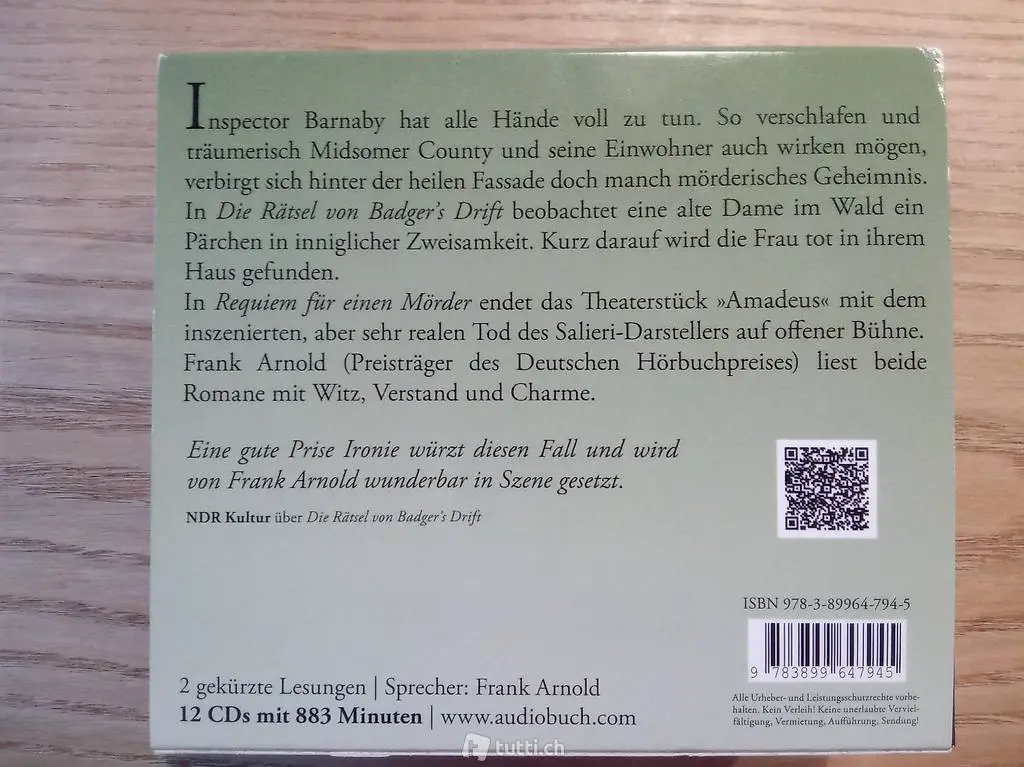 Inspector Barnaby hat alle Hände voll zu tun. So verschlafen und
träumerisch Midsomer County und seine Einwohner auch wirken mögen,
verbirgt sich hinter der heilen Fassade doch manch mörderisches Geheimnis.
In Die Rätsel von Badger's Drift beobachtet eine alte Dame im Wald ein
Pärchen in inniglicher Zweisamkeit. Kurz darauf wird die Frau tot in ihrem
Haus gefunden.
In Requiem für einen Mörder endet das Theaterstück »Amadeus« mit dem
inszenierten, aber sehr realen Tod des Salieri-Darstellers auf offener Bühne.
Frank Arnold (Preisträger des Deutschen Hörbuchpreises) liest beide
Romane mit Witz, Verstand und Charme.
Eine gute Prise Ironie würzt diesen Fall und wird
von Frank Arnold wunderbar in Szene gesetzt.
NDR Kultur über Die Rätsel von Badger's Drift
ISBN 978-3-89964-794-5
9 783899 647945
Alle Urheber- und Leistungsschutzrechte vorbe-
halten. Kein Verleih! Keine unerlaubte Verviel-
fältigung, Vermietung, Aufführung, Sendung!
2 gekürzte Lesungen | Sprecher: Frank Arnold
12 CDs mit 883 Minuten | www.audiobuch.com
tutti.ch